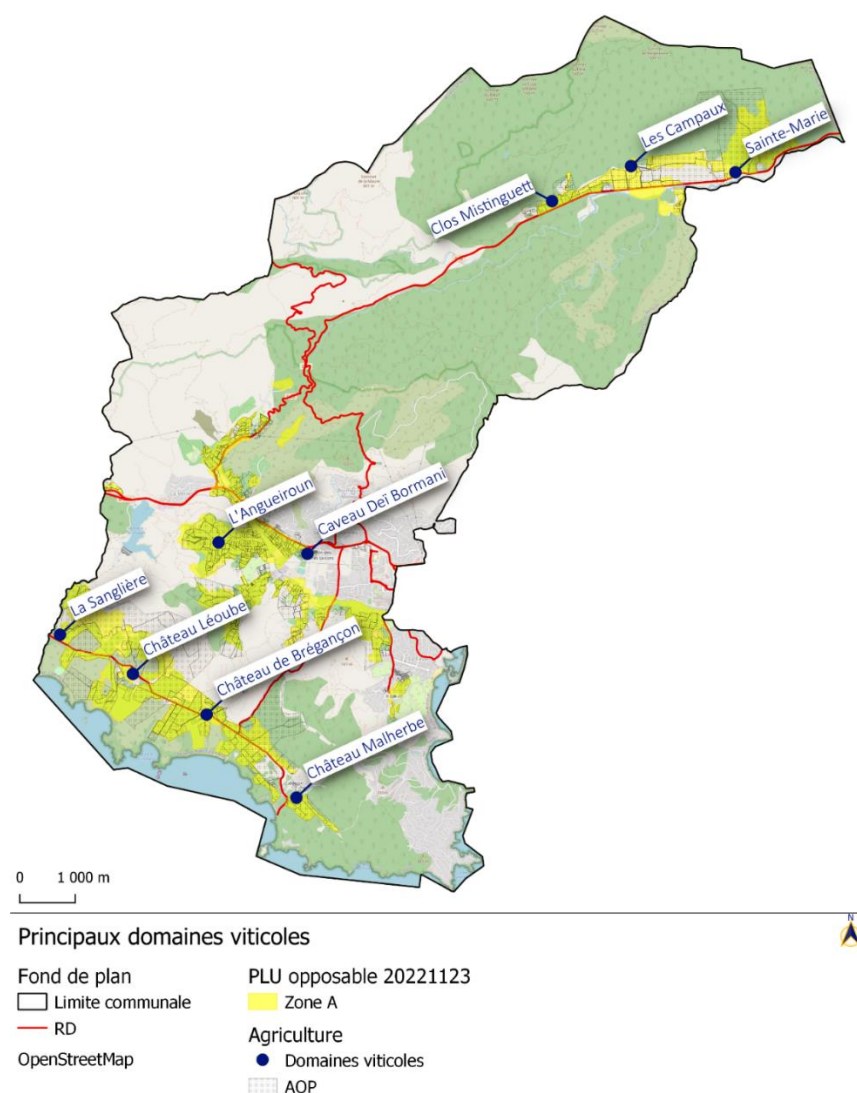 Les Campaux
Sainte-Marie
Clos Mistinguett
L'Angueiroun
Caveau Deï Bormani
La Sanglière
Château Léoube
Château de Brégançon
Château Malherbe
0 1 000 m
Principaux domaines viticoles
N
Fond de plan
Limite communale
RD
OpenStreetMap
PLU opposable 20221123
Zone A
Agriculture
Domaines viticoles
AOP